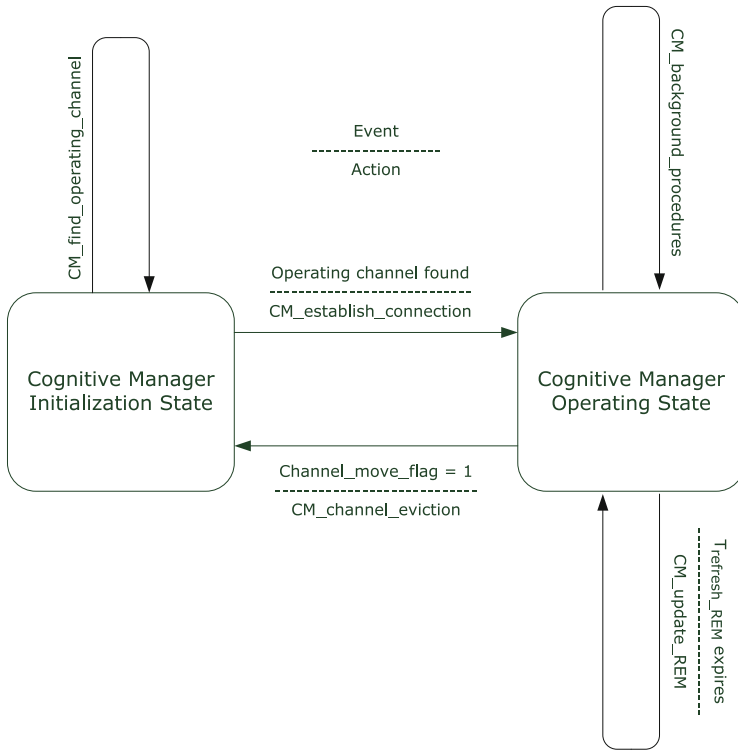 CM_find_operating_channel
CM_background_procedures
Event
Action
Operating channel found
CM_establish_connection
Cognitive Manager
Initialization State
Cognitive Manager
Operating State
Channel_move_flag = 1
CM_channel_eviction
Trefresh_REM expires
CM_update_REM